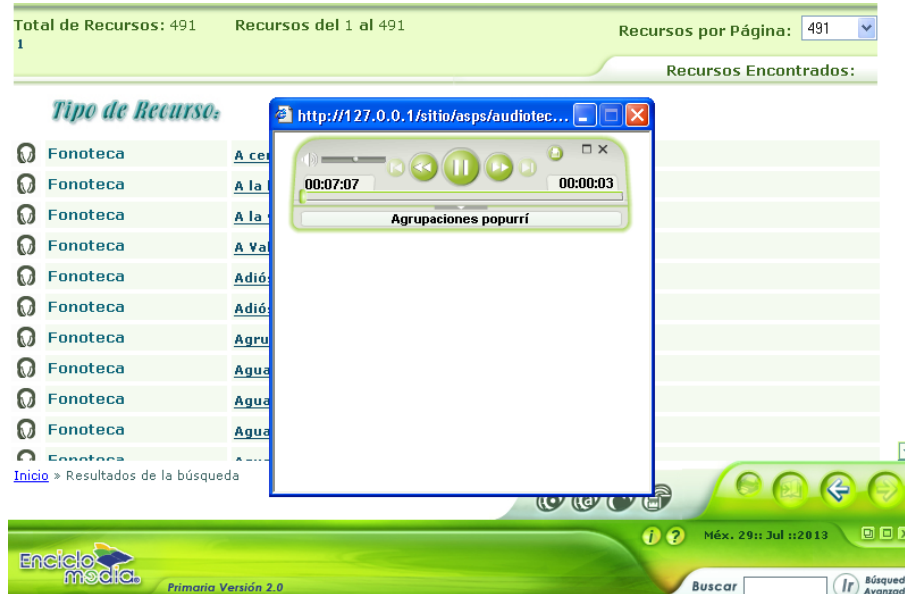 Total de Recursos: 491 Recursos del 1 al 491 Recursos por Página: 491
1
Recursos Encontrados:
Tipo de Recurso:
http://127.0.0.1/sitio/asps/audiotec...
Fonoteca A cer
Fonoteca A la
Fonoteca A la
Fonoteca A Val
Fonoteca Adiós
Fonoteca Adiós
Fonoteca Agru
Fonoteca Agua
Fonoteca Agua
Fonoteca Agua
Fonoteca
00:07:07 00:00:03
Agrupaciones popurrí
Inicio » Resultados de la búsqueda
Méx. 29:: Jul ::2013
Enciclomedia
Primaria Versión 2.0
Buscar Ir Búsqued
Avanzad